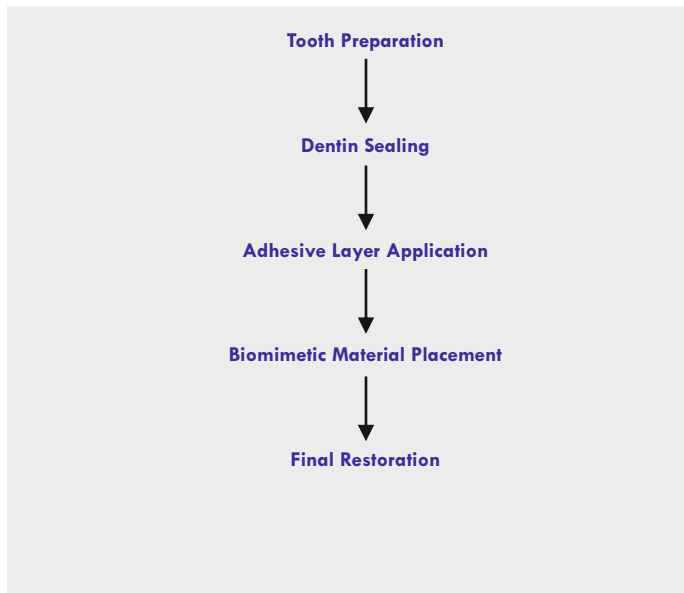 Tooth Preparation
Dentin Sealing
Adhesive Layer Application
Biomimetic Material Placement
Final Restoration